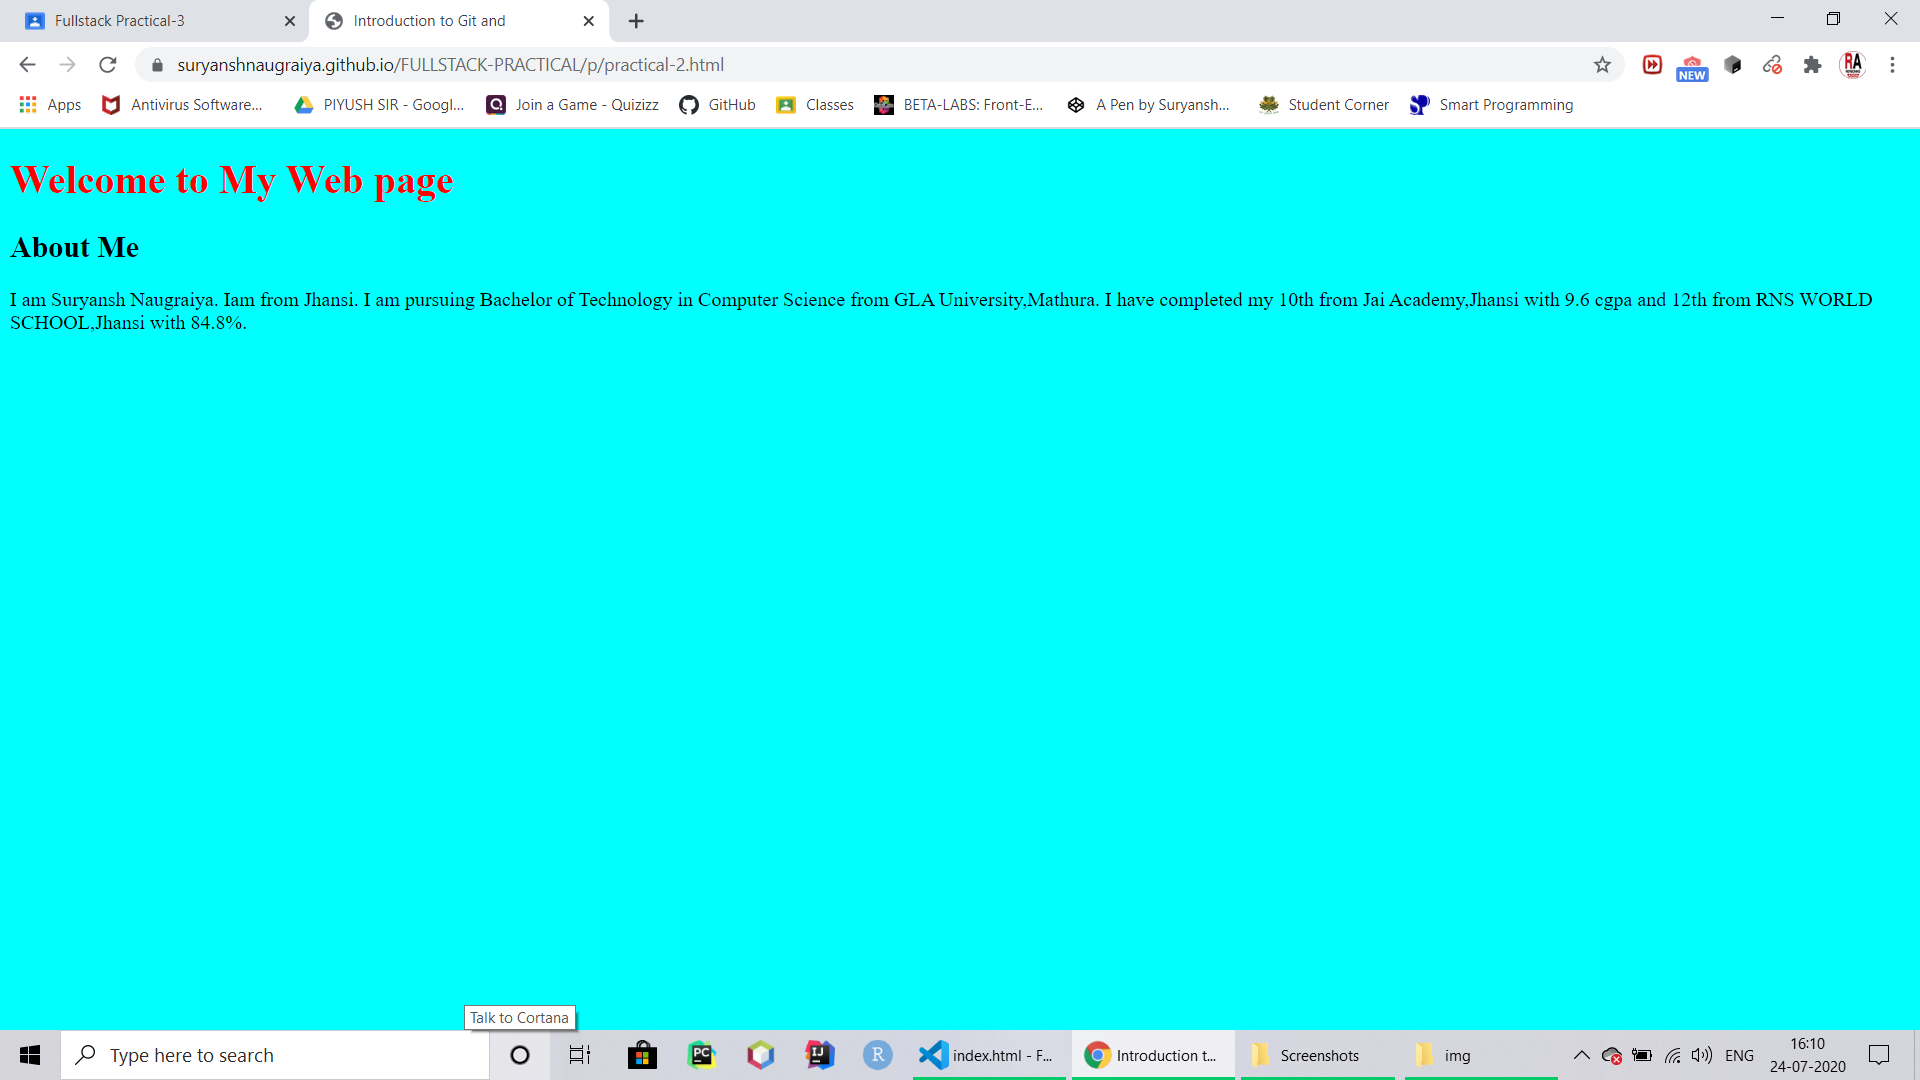 Fullstack Practical-3
Introduction to Git and
suryanshnaugraiya.github.io/FULLSTACK-PRACTICAL/p/practical-2.html
RA
NEW
Apps
Antivirus Software...
PIYUSH SIR - Googl...
Join a Game - Quizizz
GitHub
Classes
BETA-LABS: Front-E...
A Pen by Suryansh...
Student Corner
Smart Programming
Welcome to My Web page
About Me
I am Suryansh Naugraiya. Iam from Jhansi. I am pursuing Bachelor of Technology in Computer Science from GLA University,Mathura. I have completed my 10th from Jai Academy,Jhansi with 9.6 cgpa and 12th from RNS WORLD
SCHOOL,Jhansi with 84.8%.
Talk to Cortana
Type here to search
PC
IJ
R
index.html - F...
Introduction t...
Screenshots
img
ENG
16:10
24-07-2020